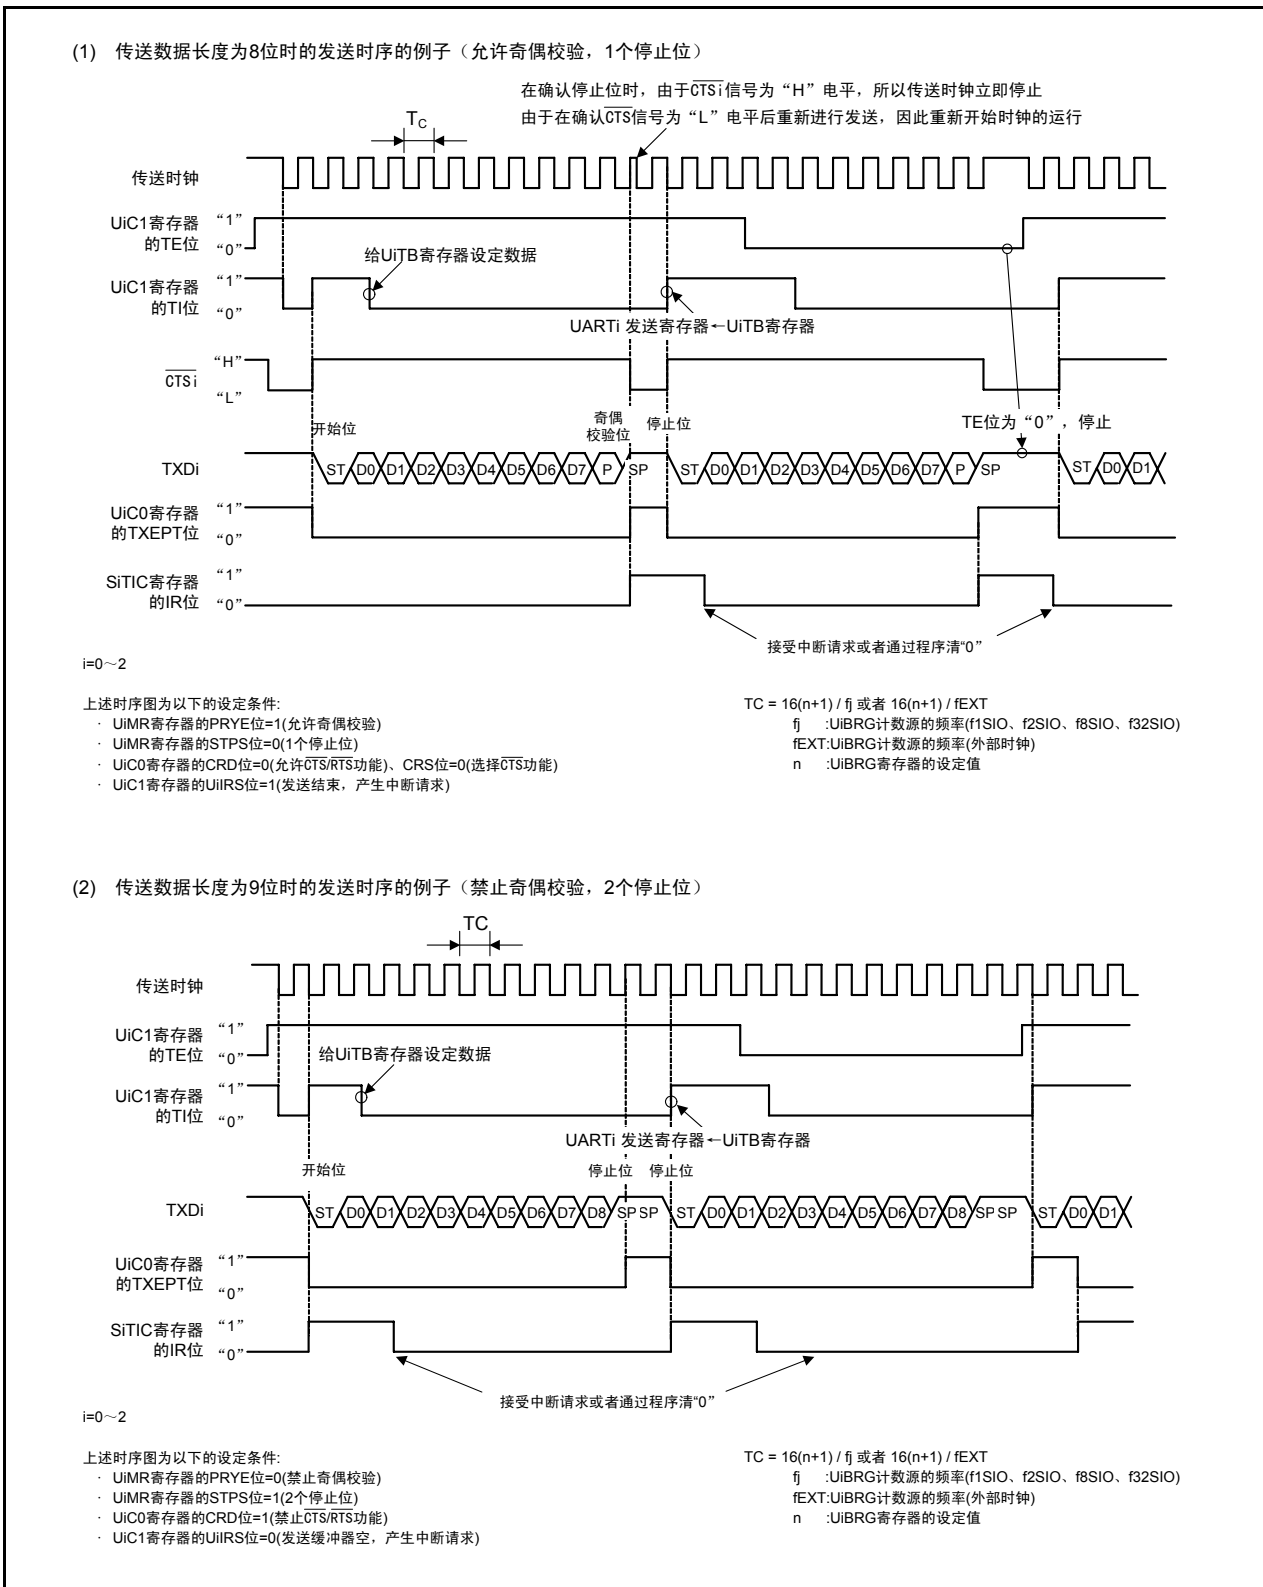 (1) 传送数据长度为8位时的发送时序的例子（允许奇偶校验，1个停止位）
在确认停止位时，由于CTSi信号为“H”电平，所以传送时钟立即停止
由于在确认CTS信号为“L”电平后重新进行发送，因此重新开始时钟的运行
TC
传送时钟
UiC1寄存器
的TE位
“1”
“0”
给UiTB寄存器设定数据
UiC1寄存器
的TI位
“1”
“0”
UARTi 发送寄存器←UiTB寄存器
CTSi
“H”
“L”
开始位
奇偶
校验位
停止位
TE位为“0”，停止
TXDi
ST D0 D1 D2 D3 D4 D5 D6 D7 P SP ST D0 D1 D2 D3 D4 D5 D6 D7 P SP ST D0 D1
UiC0寄存器
的TXEPT位
“1”
“0”
SiTIC寄存器
的IR位
“1”
“0”
接受中断请求或者通过程序清“0”
i=0～2
上述时序图为以下的设定条件:
· UiMR寄存器的PRYE位=1(允许奇偶校验)
· UiMR寄存器的STPS位=0(1个停止位)
· UiC0寄存器的CRD位=0(允许CTS/RTS功能)、CRS位=0(选择CTS功能)
· UiC1寄存器的UiIRS位=1(发送结束，产生中断请求)
TC = 16(n+1) / fj 或者 16(n+1) / fEXT
fj :UiBRG计数源的频率(f1SIO、f2SIO、f8SIO、f32SIO)
fEXT:UiBRG计数源的频率(外部时钟)
n :UiBRG寄存器的设定值
(2) 传送数据长度为9位时的发送时序的例子（禁止奇偶校验，2个停止位）
TC
传送时钟
UiC1寄存器
的TE位
“1”
“0”
给UiTB寄存器设定数据
UiC1寄存器
的TI位
“1”
“0”
UARTi 发送寄存器←UiTB寄存器
开始位
停止位
停止位
TXDi
ST D0 D1 D2 D3 D4 D5 D6 D7 D8 SP SP ST D0 D1 D2 D3 D4 D5 D6 D7 D8 SP SP ST D0 D1
UiC0寄存器
的TXEPT位
“1”
“0”
SiTIC寄存器
的IR位
“1”
“0”
接受中断请求或者通过程序清“0”
i=0～2
上述时序图为以下的设定条件:
· UiMR寄存器的PRYE位=0(禁止奇偶校验)
· UiMR寄存器的STPS位=1(2个停止位)
· UiC0寄存器的CRD位=1(禁止CTS/RTS功能)
· UiC1寄存器的UiIRS位=0(发送缓冲器空，产生中断请求)
TC = 16(n+1) / fj 或者 16(n+1) / fEXT
fj :UiBRG计数源的频率(f1SIO、f2SIO、f8SIO、f32SIO)
fEXT:UiBRG计数源的频率(外部时钟)
n :UiBRG寄存器的设定值